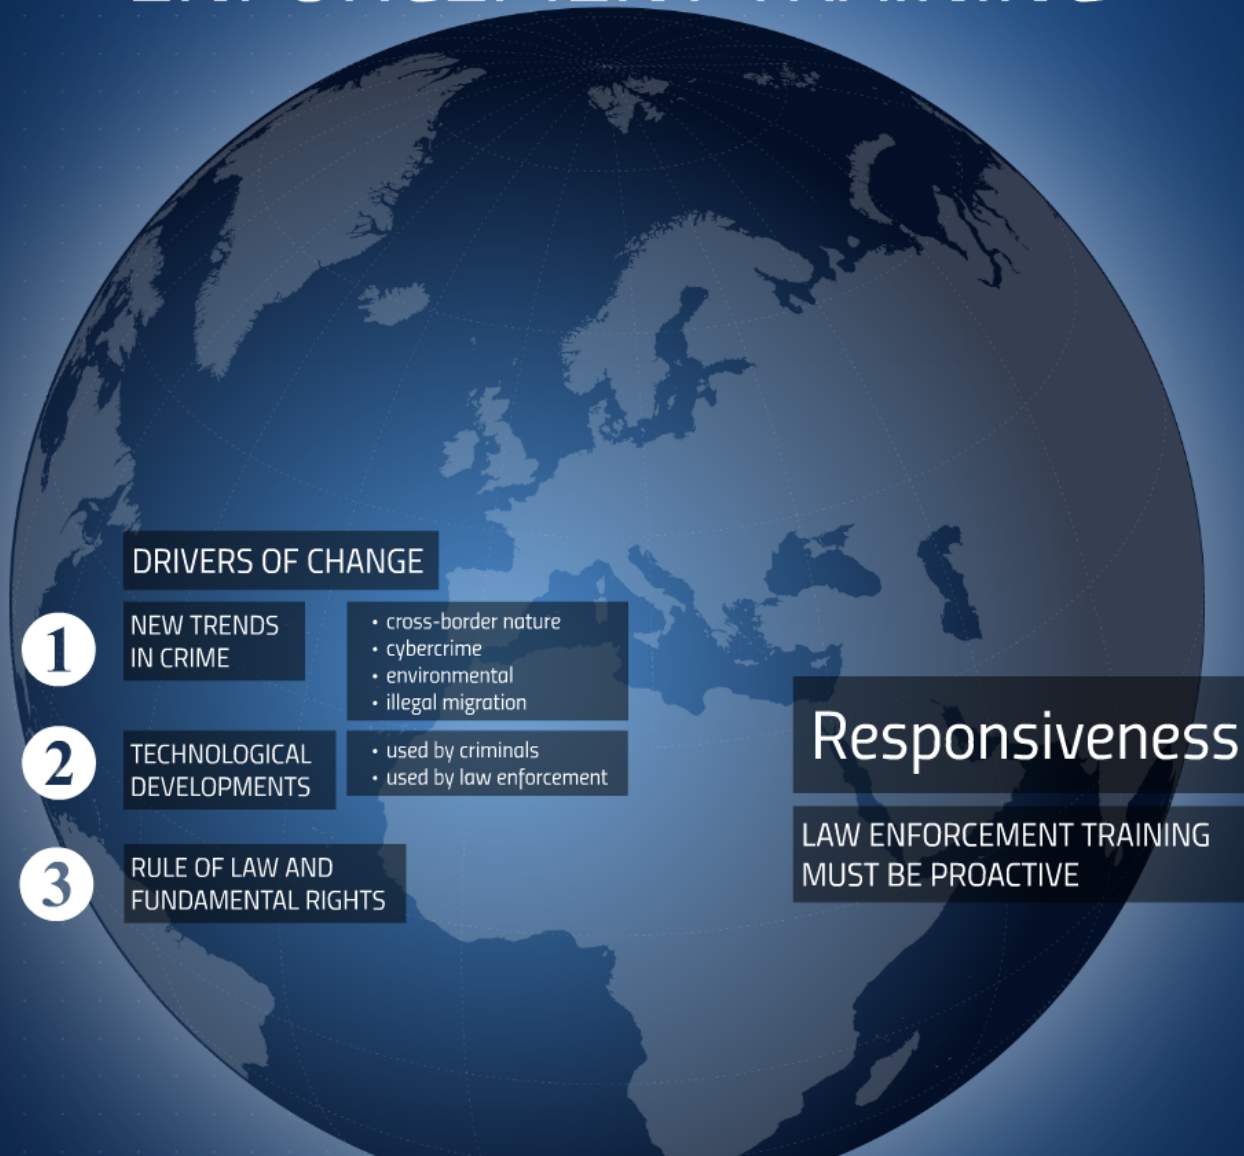 ENFORCEMENT TRAINING
DRIVERS OF CHANGE
1
NEW TRENDS
IN CRIME
• cross-border nature
• cybercrime
• environmental
• illegal migration
2
TECHNOLOGICAL
DEVELOPMENTS
• used by criminals
• used by law enforcement
3
RULE OF LAW AND
FUNDAMENTAL RIGHTS
Responsiveness
LAW ENFORCEMENT TRAINING
MUST BE PROACTIVE